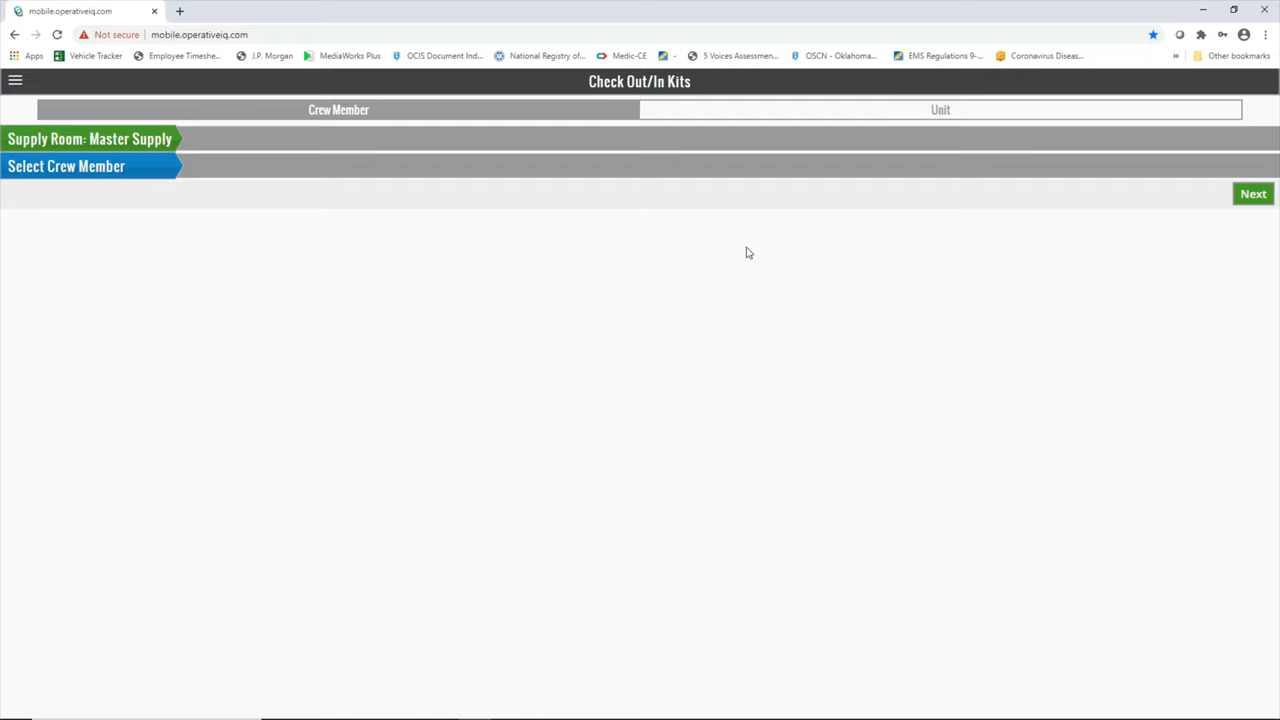 mobile.operativeiq.com
Not secure mobile.operativeiq.com
Apps Vehicle Tracker Employee Timeshe... J.P. Morgan MediaWorks Plus OCIS Document Ind... National Registry of... Medic-CE - 5 Voices Assessmen... OSCN - Oklahoma... EMS Regulations 9-... Coronavirus Diseas... » Other bookmarks
Check Out/In Kits
Crew Member Unit
Supply Room: Master Supply
Select Crew Member
Next